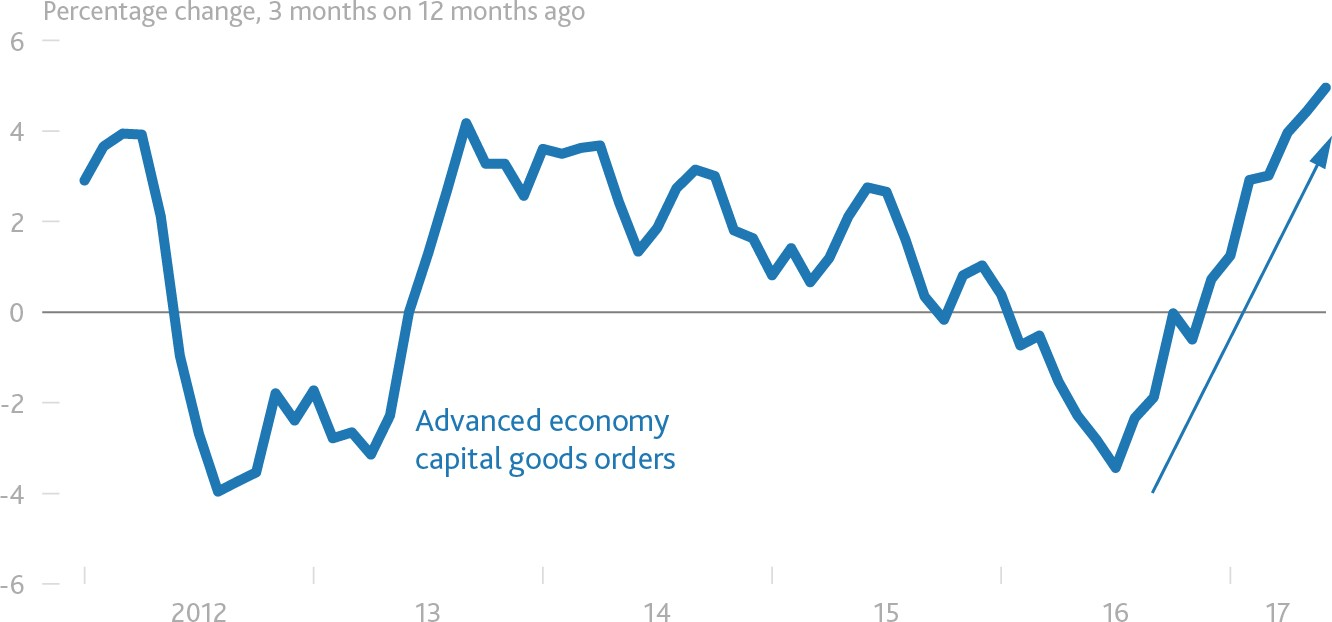 Percentage change, 3 months on 12 months ago
6
4
2
0
-2
-4
-6
Advanced economy
capital goods orders
2012 13 14 15 16 17